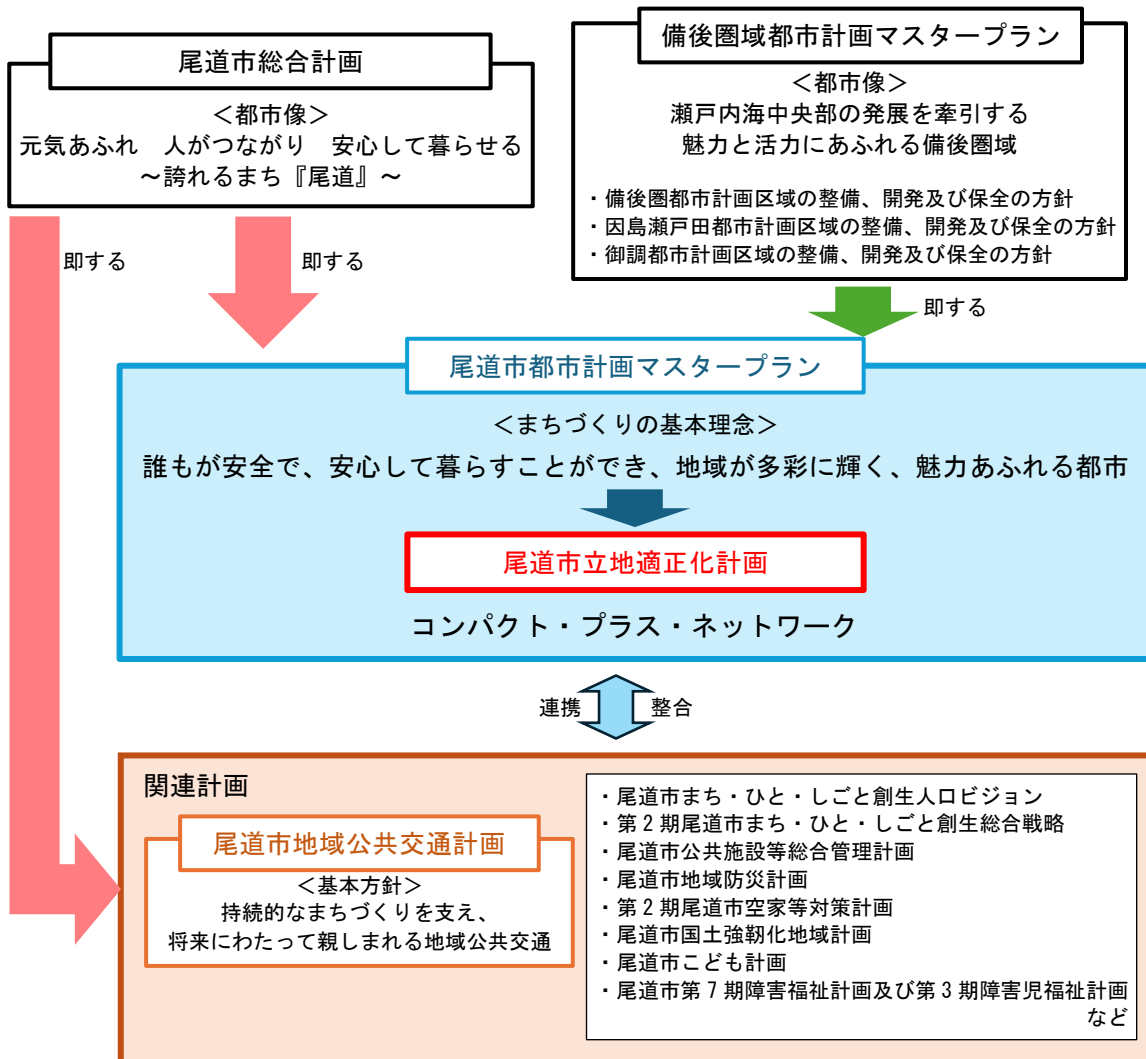 尾道市総合計画
＜都市像＞
元気あふれ　人がつながり　安心して暮らせる
～誇れるまち『尾道』～
備後圏域都市計画マスタープラン
＜都市像＞
瀬戸内海中央部の発展を牽引する
魅力と活力にあふれる備後圏域
・備後圏都市計画区域の整備、開発及び保全の方針
・因島瀬戸田都市計画区域の整備、開発及び保全の方針
・御調都市計画区域の整備、開発及び保全の方針
即する
即する
即する
尾道市都市計画マスタープラン
＜まちづくりの基本理念＞
誰もが安全で、安心して暮らすことができ、地域が多彩に輝く、魅力あふれる都市
尾道市立地適正化計画
コンパクト・プラス・ネットワーク
連携
整合
関連計画
尾道市地域公共交通計画
＜基本方針＞
持続的なまちづくりを支え、
将来にわたって親しまれる地域公共交通
・尾道市まち・ひと・しごと創生人口ビジョン
・第２期尾道市まち・ひと・しごと創生総合戦略
・尾道市公共施設等総合管理計画
・尾道市地域防災計画
・第２期尾道市空家等対策計画
・尾道市国土強靭化地域計画
・尾道市こども計画
・尾道市第７期障害福祉計画及び第３期障害児福祉計画
など